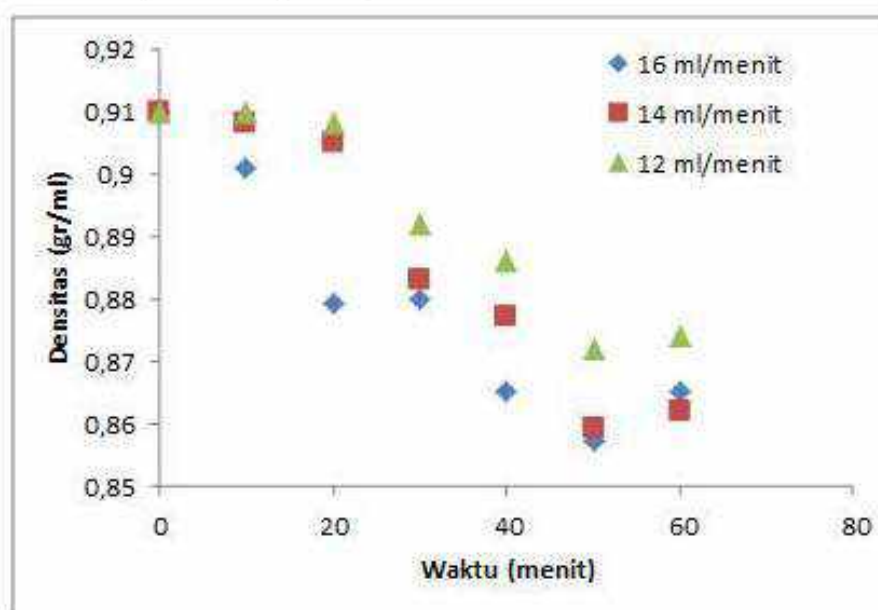 0,92
0,91
0,9
0,89
0,88
0,87
0,86
0,85
Densitas (gr/ml)
16 ml/menit
14 ml/menit
12 ml/menit
0 20 40 60 80
Waktu (menit)